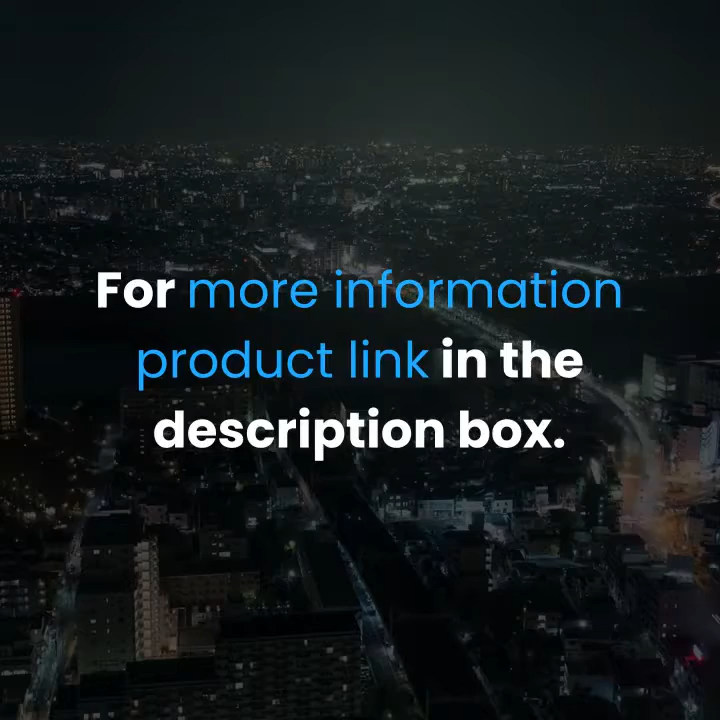 For more information
product link in the
description box.